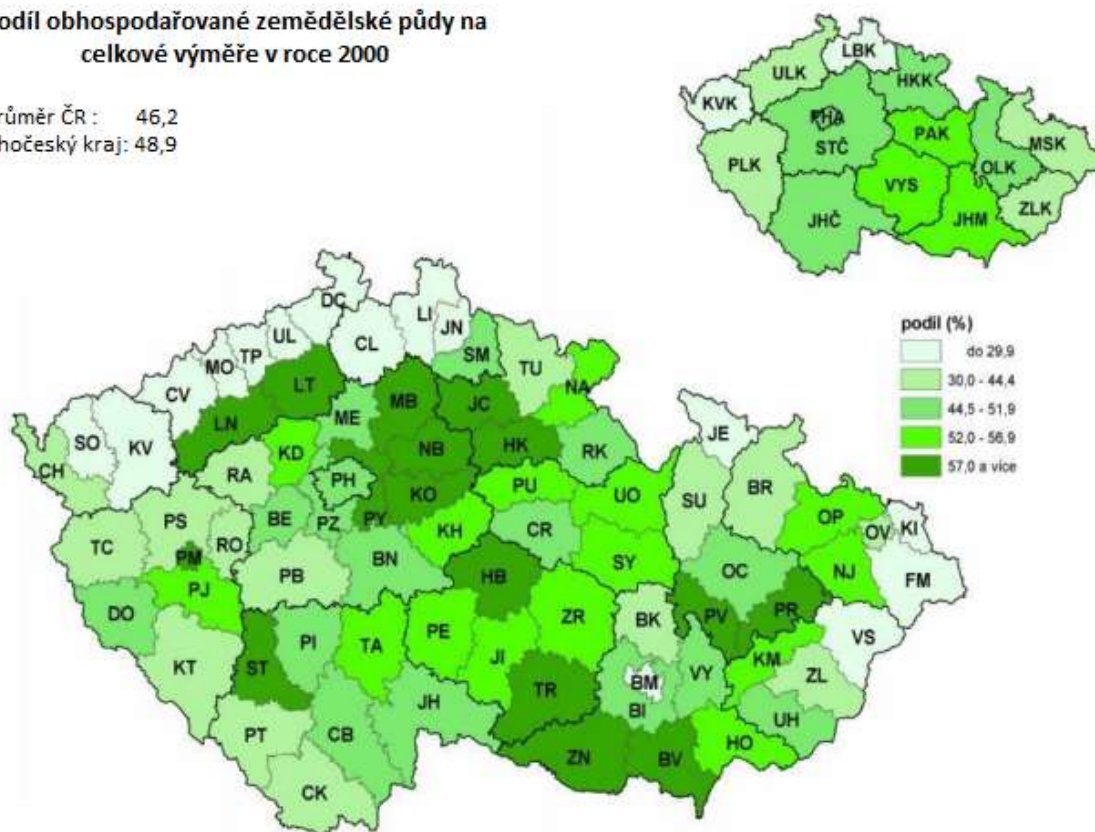 odíl obhospodařované zemědělské půdy na
celkové výměře v roce 2000
růměr ČR : 46,2
hočeský kraj: 48,9
LBK
ULK
HKK
KVK
PHA
PAK
STČ
MSK
PLK
OLK
VYS
ZLK
JHČ
JHM
podíl (%)
do 29,9
30,0 - 44,4
44,5 - 51,9
52,0 - 56,9
57,0 a více
DC
LI
JN
UL
CL
SM
TP
MO
TU
CV
LT
NA
MB
JC
LN
ME
SO
KV
JE
NB
HK
KD
RK
CH
RA
PH
BR
KO
PU
UO
SU
PS
BE
PZ
PY
OP
KI
OV
TC
RO
KH
CR
PM
BN
SY
OC
NJ
FM
PB
HB
PJ
DO
PV
PR
ZR
BK
VS
PI
TA
PE
KM
KT
ST
JI
ZL
BM
VY
TR
JH
BI
UH
PT
CB
HO
ZN
BV
CK